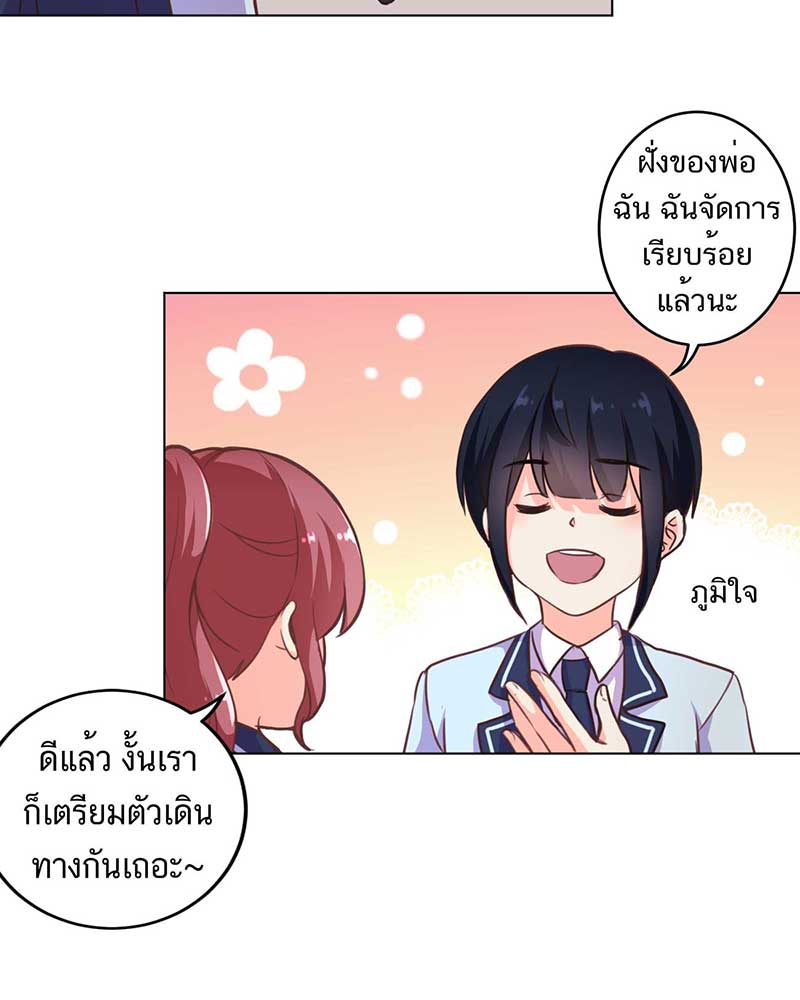 ฝั่งของพ่อ
ฉัน ฉันจัดการ
เรียบร้อย
แล้วนะ
ภูมิใจ
ดีแล้ว งั้นเรา
ก็เตรียมตัวเดิน
ทางกันเถอะ~